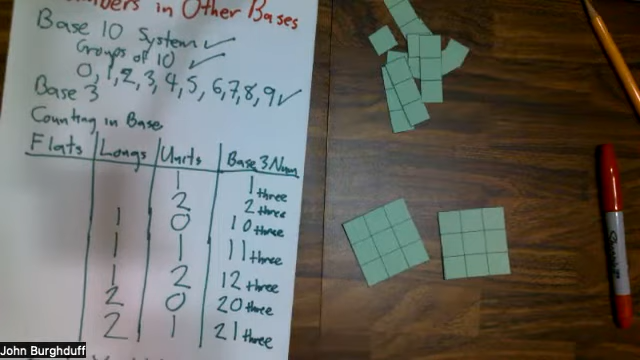 in Other Bases
Base 10 System ✓
Groups of 10 ✓
0, 1, 2, 3, 4, 5, 6, 7, 8, 9 ✓
Base 3
Counting in Base
Flats Longs Units Base 3 Num
1 1 three
2 2 three
1 0 10 three
1 1 11 three
1 2 12 three
2 0 20 three
2 1 21 three
Sharpie
John Burghduff